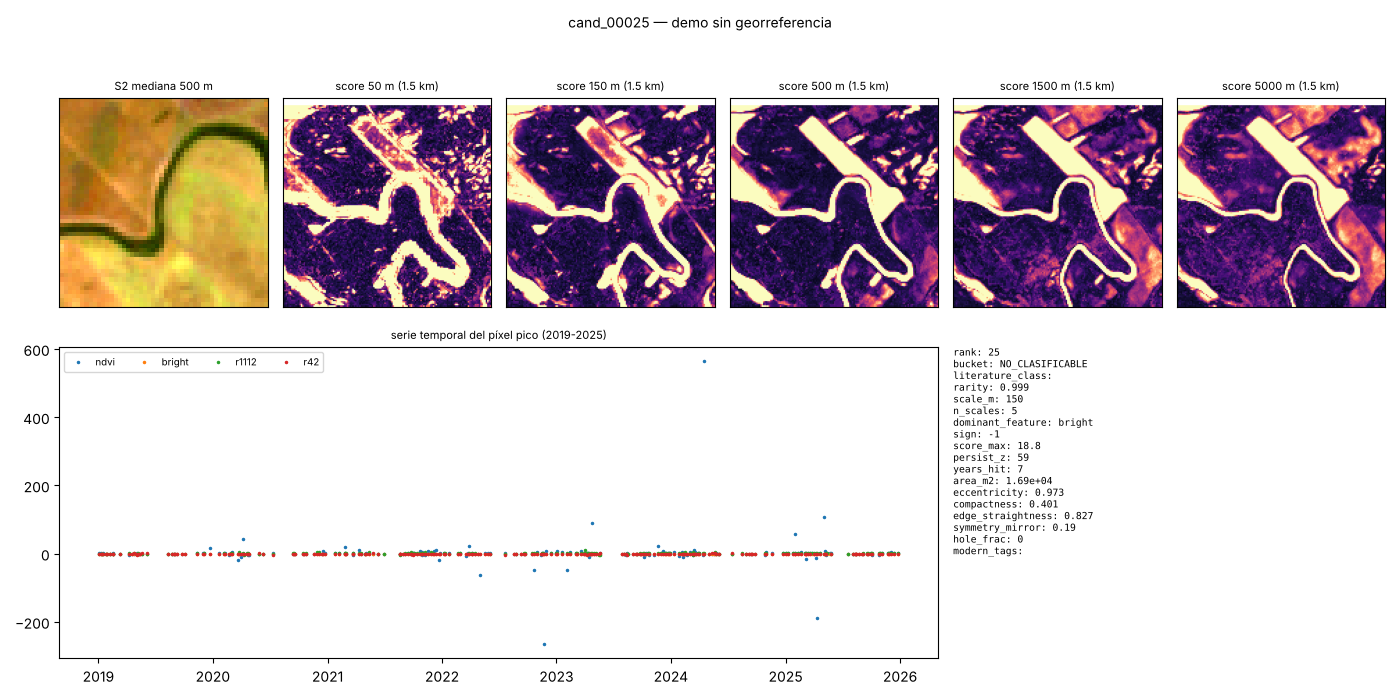 cand_00025 — demo sin georreferencia
S2 mediana 500 m
score 50 m (1.5 km)
score 150 m (1.5 km)
score 500 m (1.5 km)
score 1500 m (1.5 km)
score 5000 m (1.5 km)
serie temporal del píxel pico (2019-2025)
600
400
200
0
−200
ndvi
bright
r1112
r42
2019
2020
2021
2022
2023
2024
2025
2026
rank: 25
bucket: NO_CLASIFICABLE
literature_class:
rarity: 0.999
scale_m: 150
n_scales: 5
dominant_feature: bright
sign: -1
score_max: 18.8
persist_z: 59
years_hit: 7
area_m2: 1.69e+04
eccentricity: 0.973
compactness: 0.401
edge_straightness: 0.827
symmetry_mirror: 0.19
hole_frac: 0
modern_tags: